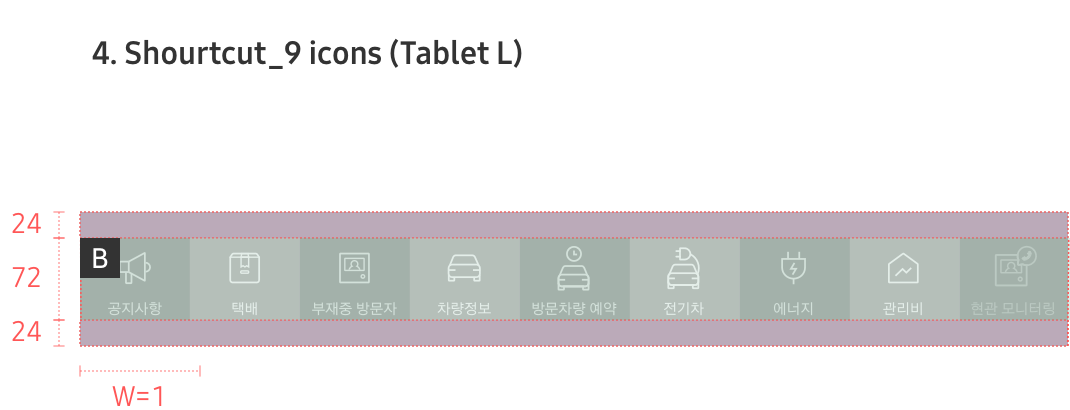 4. Shourtcut_9 icons (Tablet L)
24
B
72
공지사항 택배 부재중 방문자 차량정보 방문차량 예약 전기차 에너지 관리비 현관 모니터링
24
W=1